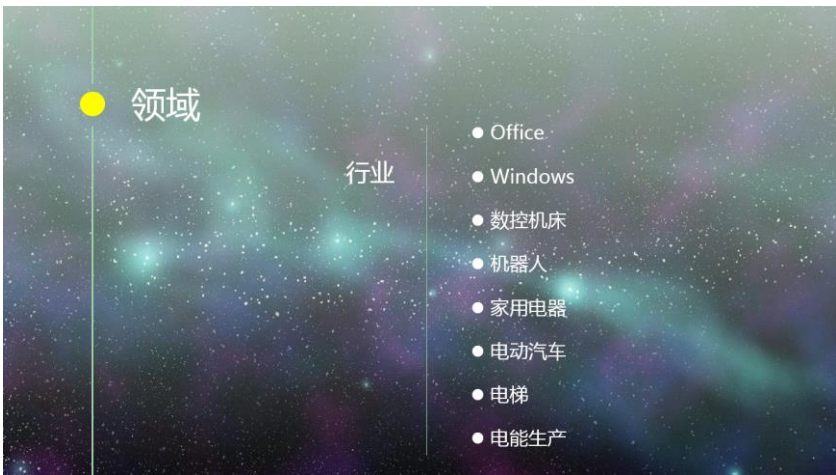 领域
行业
Office
Windows
数控机床
机器人
家用电器
电动汽车
电梯
电能生产